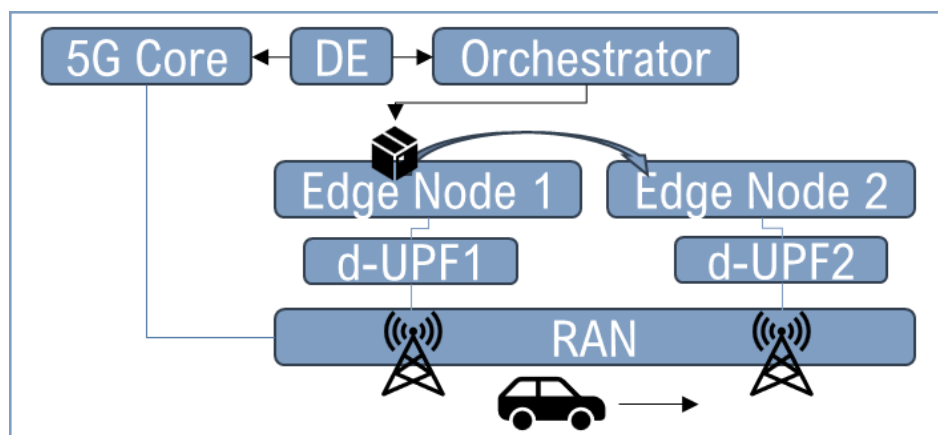 5G Core
DE
Orchestrator
Edge Node 1
Edge Node 2
d-UPF1
d-UPF2
RAN